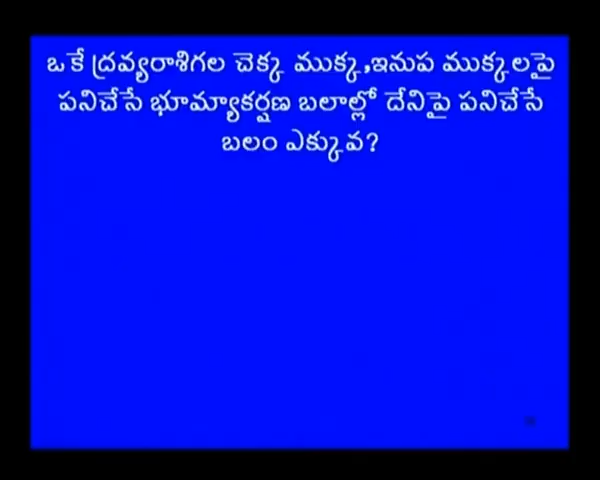 ఒకే ద్రవ్యరాశిగల చెక్క ముక్క,ఇనుప ముక్కలపై
పనిచేసే భూమ్యాకర్షణ బలాల్లో దేనిపై పనిచేసే
బలం ఎక్కువ?